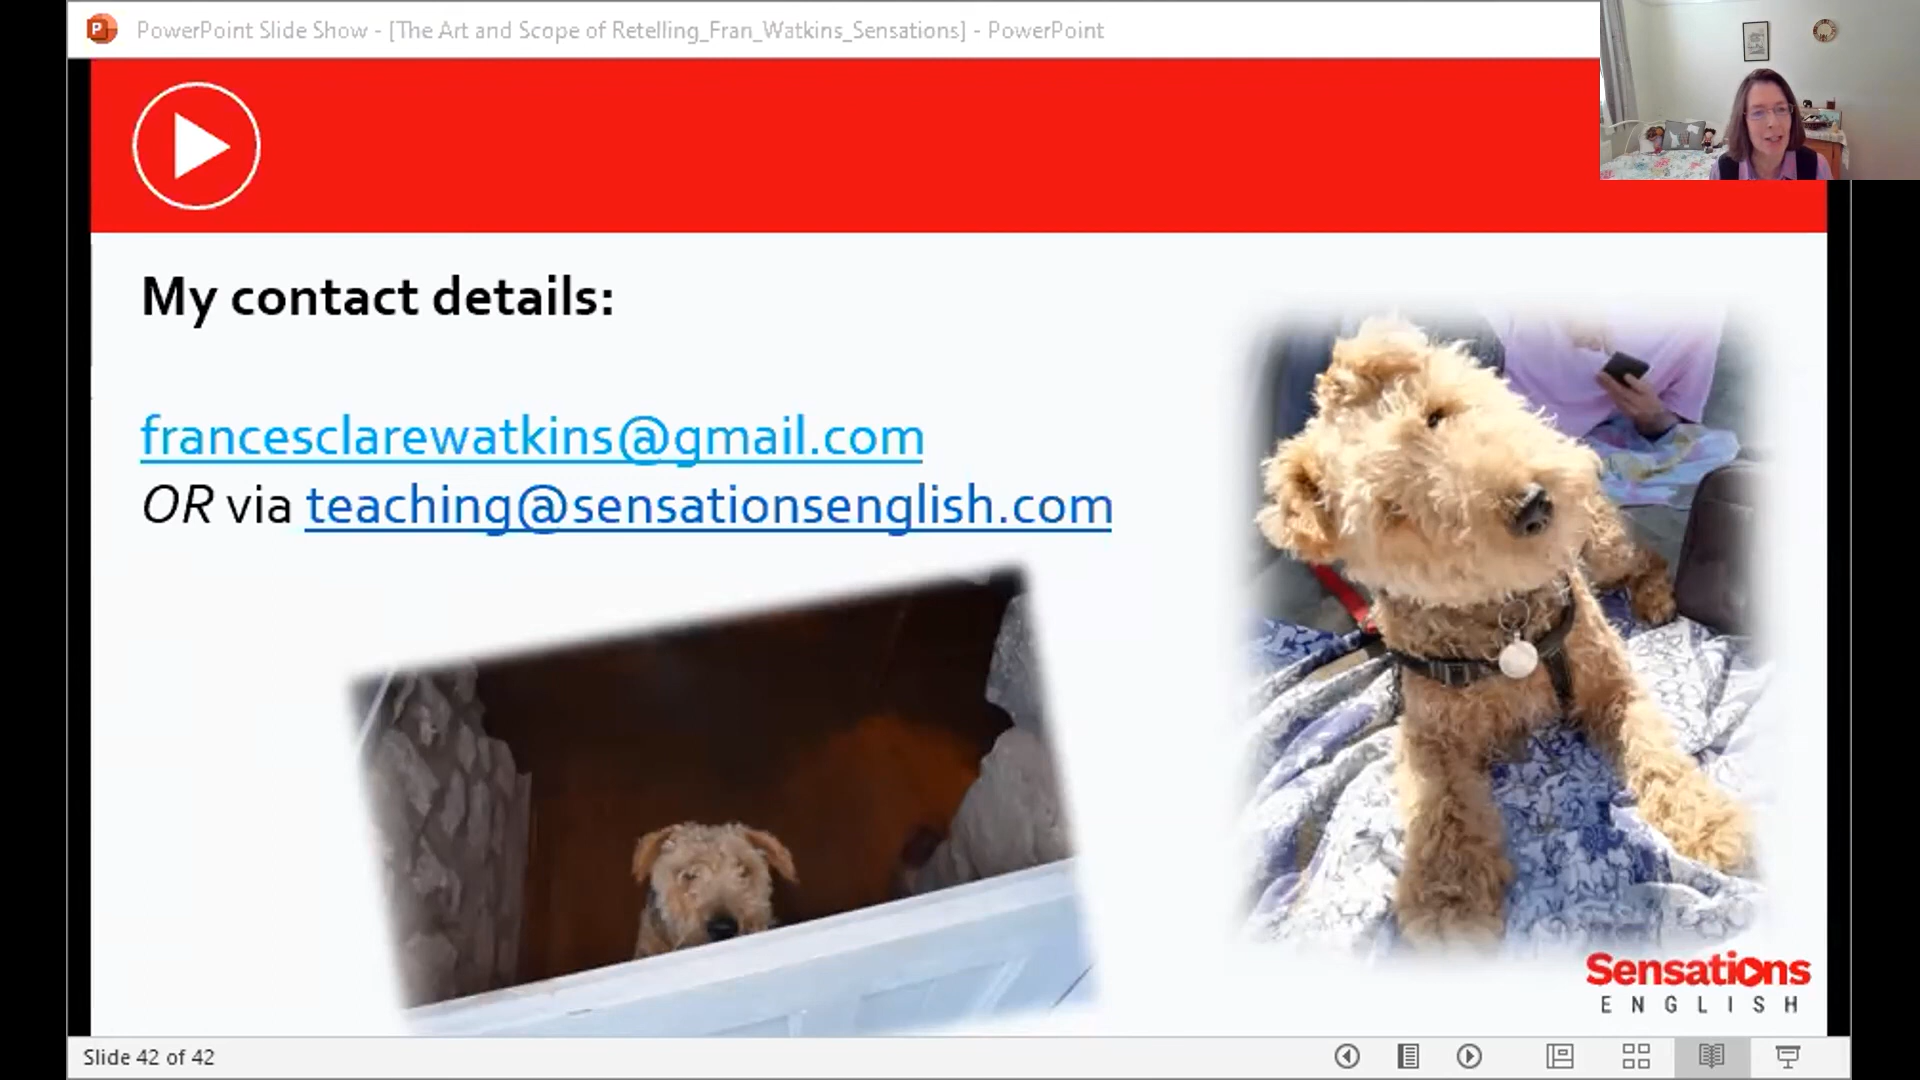 PowerPoint Slide Show - [The Art and Scope of Retelling_Fran_Watkins_Sensations] - PowerPoint
My contact details:
francesclarewatkins@gmail.com
OR via teaching@sensationsenglish.com
Sensations
ENGLISH
Slide 42 of 42